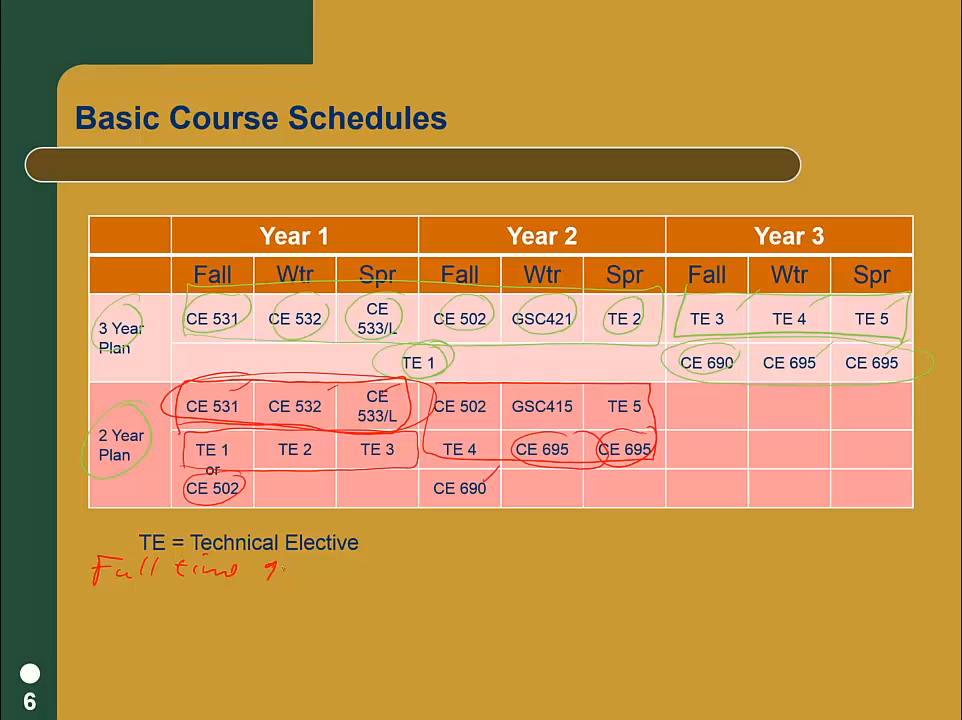 Basic Course Schedules
Year 1 Year 2 Year 3
Fall Wtr Spr Fall Wtr Spr Fall Wtr Spr
3 Year Plan CE 531 CE 532 CE 533/L CE 502 GSC421 TE 2 TE 3 TE 4 TE 5
TE 1 CE 690 CE 695 CE 695
2 Year Plan CE 531 CE 532 CE 533/L CE 502 GSC415 TE 5
TE 1 TE 2 TE 3 TE 4 CE 695 CE 695
or
CE 502 CE 690
TE = Technical Elective
Full time
6